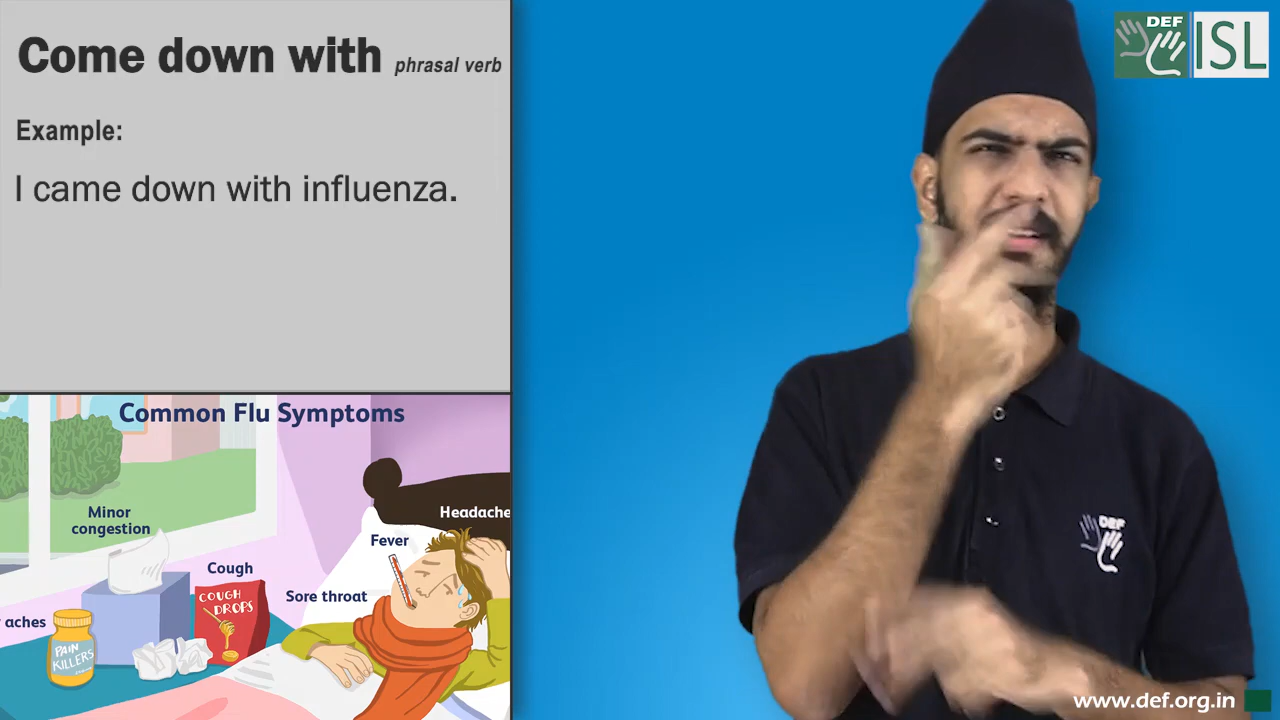 Come down with phrasal verb
Example:
I came down with influenza.
DEF
ISL
Common Flu Symptoms
Minor
congestion
Headache
Fever
Cough
Sore throat
COUGH
DROPS
aches
PAIN
KILLERS
DEF
www.def.org.in